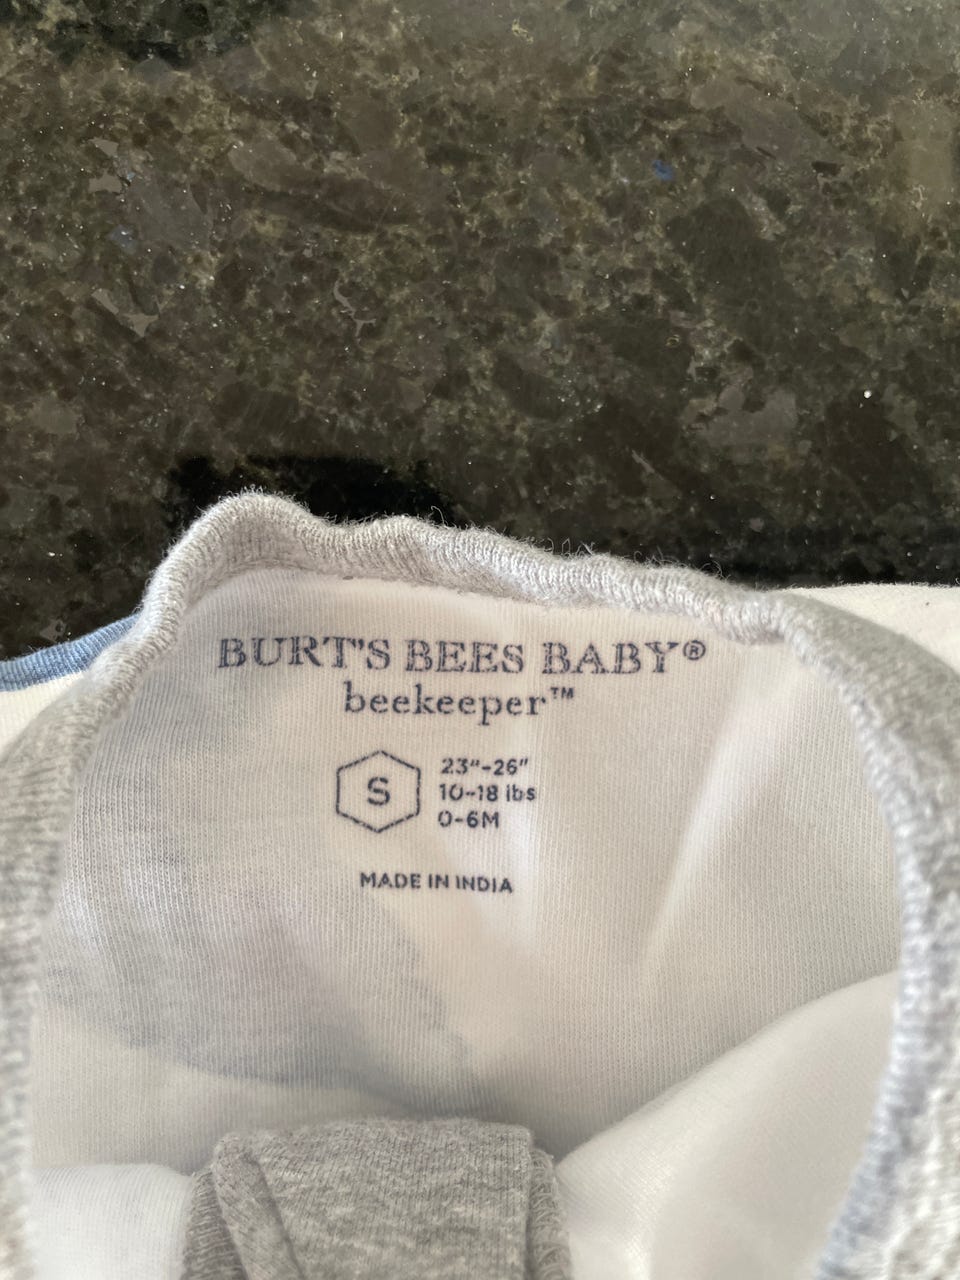 BURT'S BEES BABY®
beekeeper™
S
23"-26"
10-18 lbs
0-6M
MADE IN INDIA